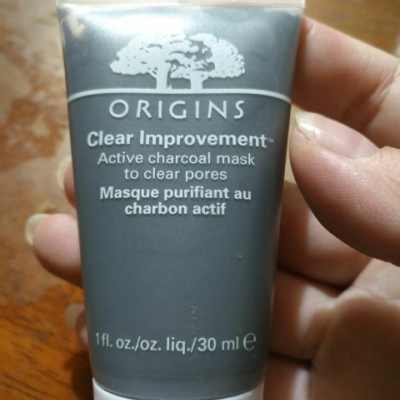 ORIGINS
Clear Improvement™
Active charcoal mask
to clear pores
Masque purifiant au
charbon actif
1 fl. oz./oz. liq./30 ml ℮